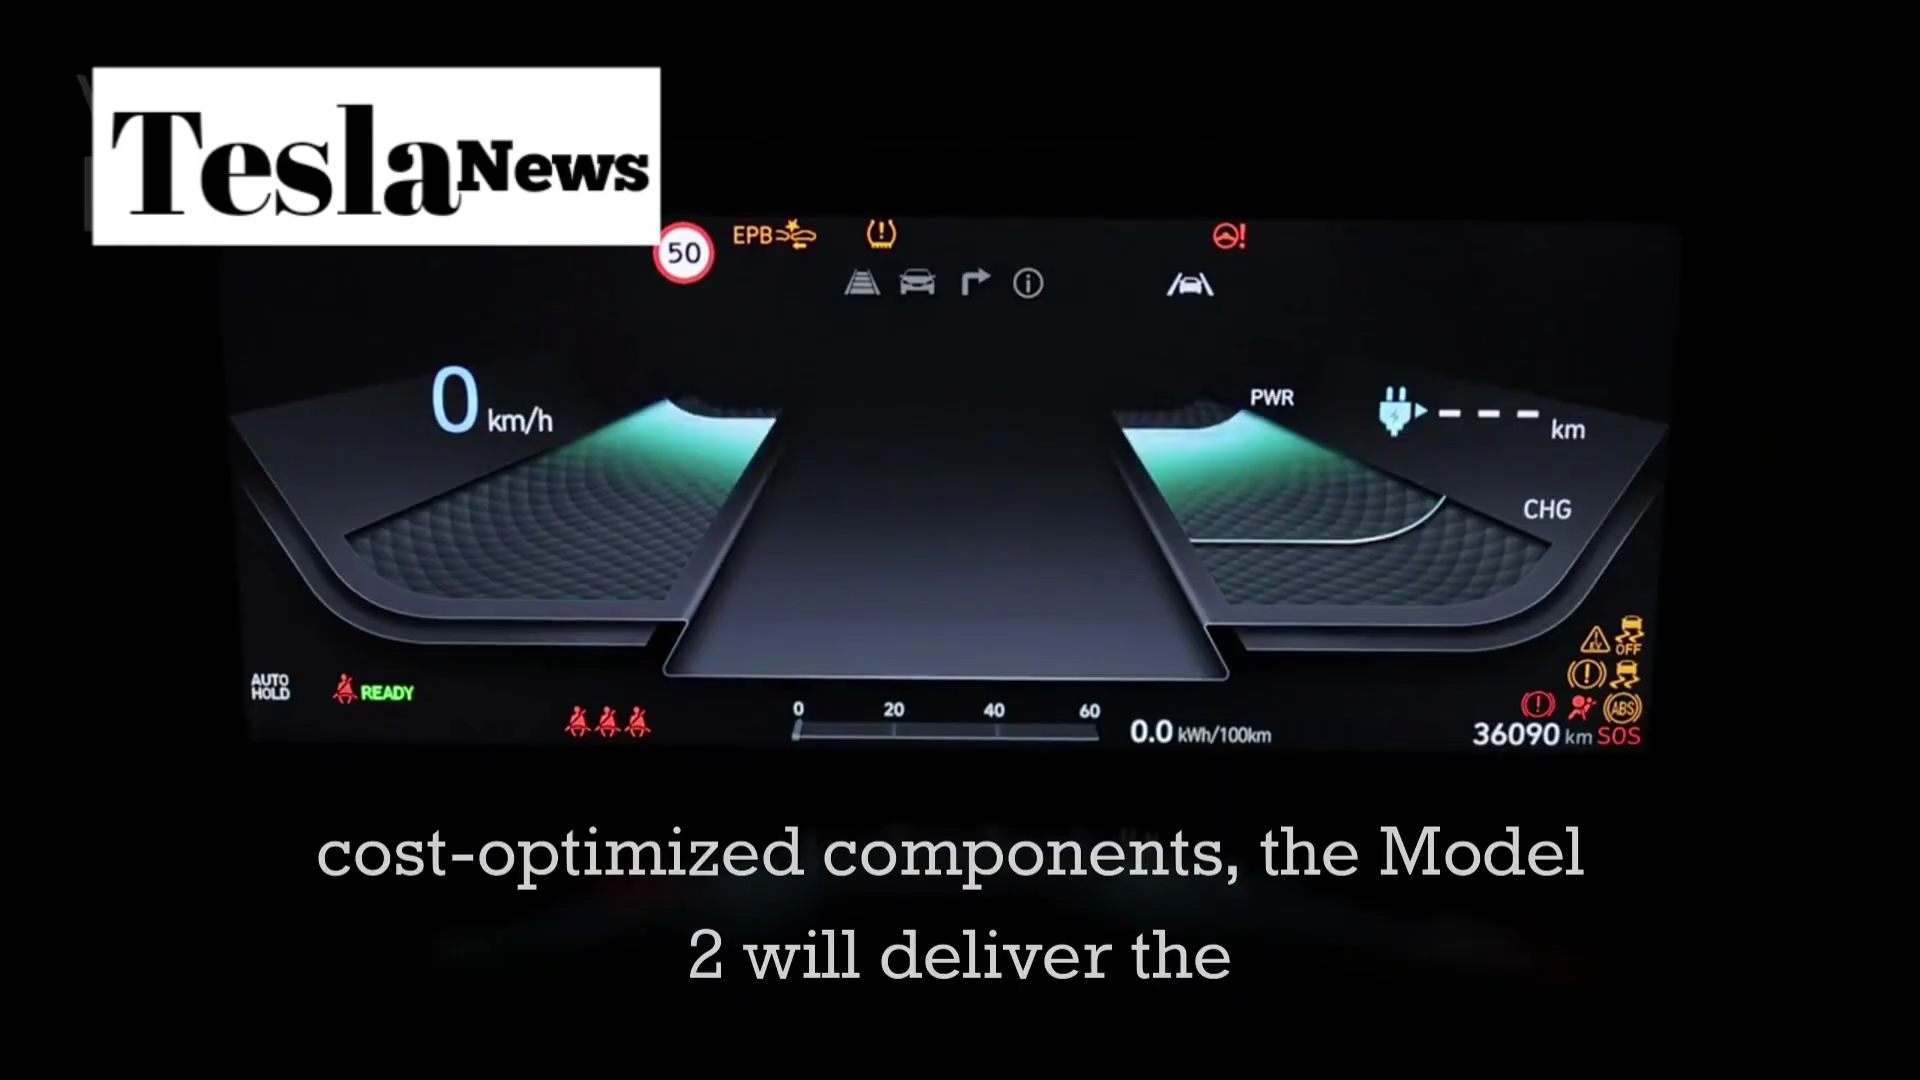 Tesla News
50
EPB
0 km/h
PWR
km
CHG
EV
OFF
AUTO
HOLD
READY
0 20 40 60
0.0 kWh/100km
ABS
36090 km SOS
cost-optimized components, the Model
2 will deliver the